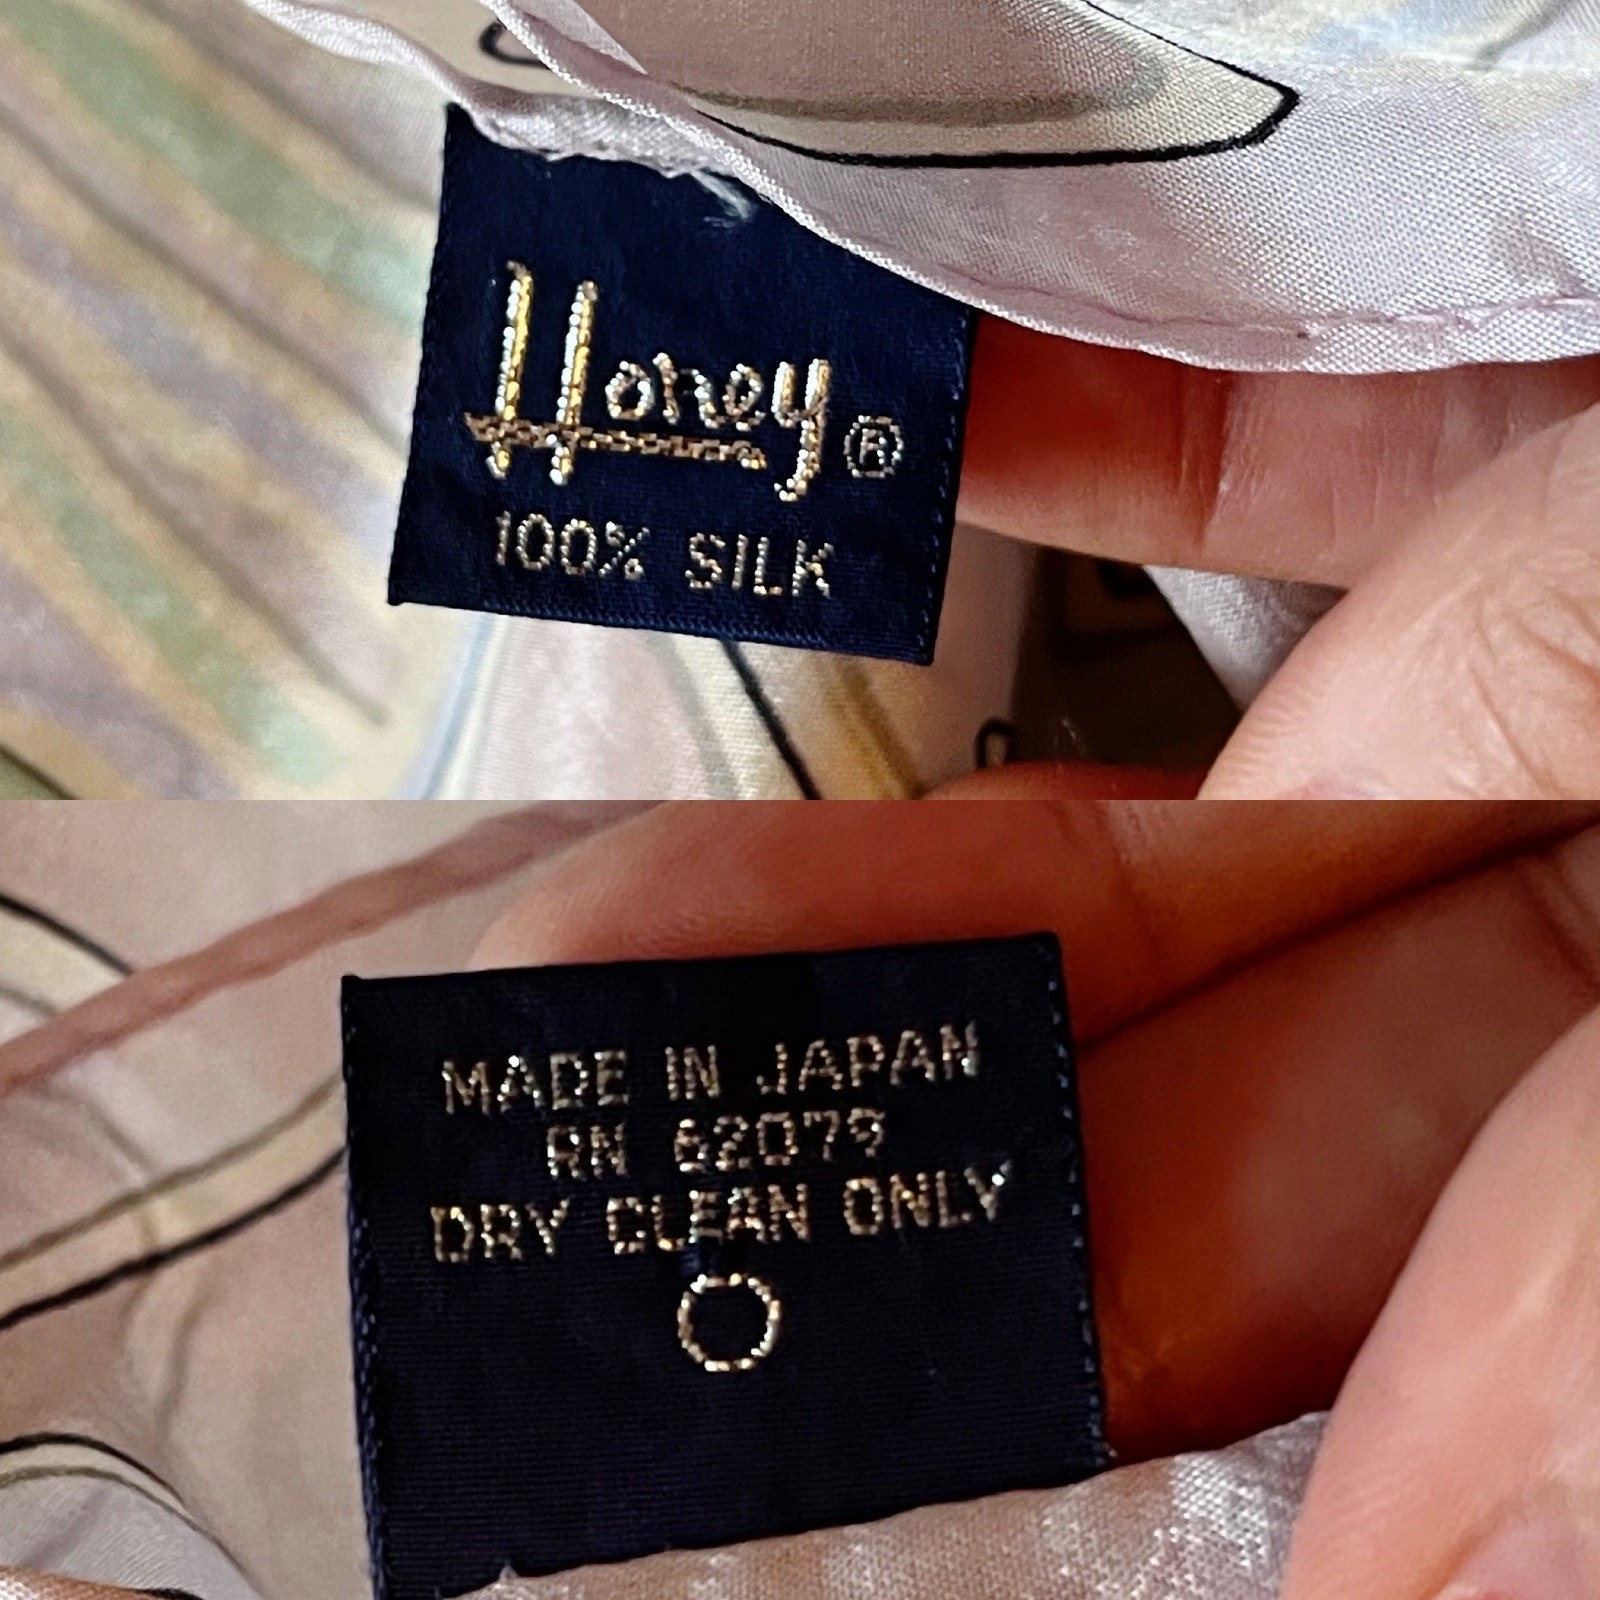 Honey®
100% SILK
MADE IN JAPAN
RN 62079
DRY CLEAN ONLY